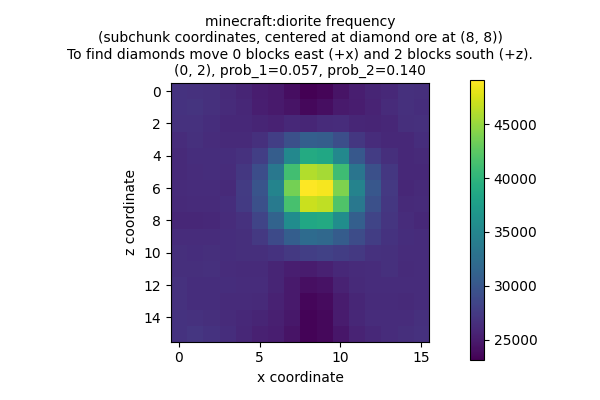 minecraft:diorite frequency
(subchunk coordinates, centered at diamond ore at (8, 8))
To find diamonds move 0 blocks east (+x) and 2 blocks south (+z).
(0, 2), prob_1=0.057, prob_2=0.140
0
2
4
6
8
10
12
14
z coordinate
0 5 10 15
x coordinate
45000
40000
35000
30000
25000